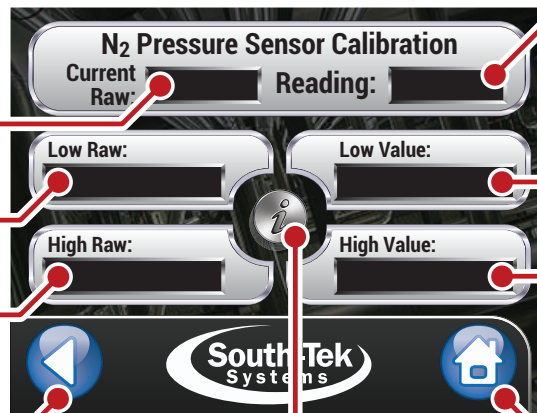 N₂ Pressure Sensor Calibration
Current Raw: Reading:
Low Raw: Low Value:
i
High Raw: High Value:
South-Tek
Systems